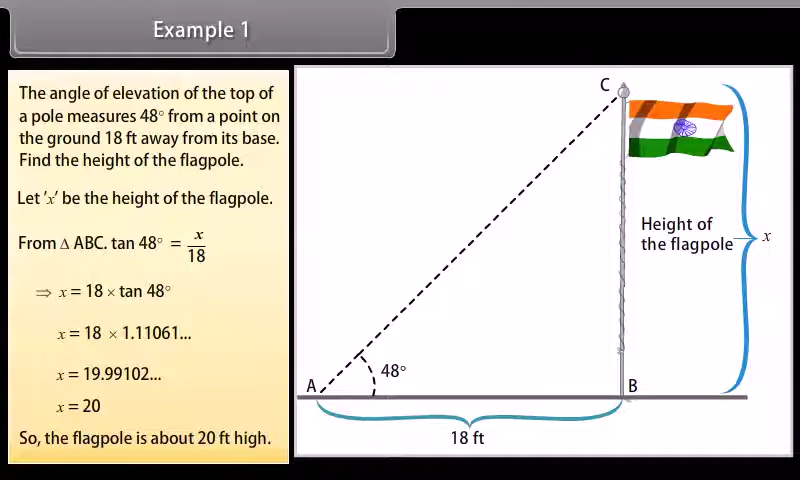 Example 1
The angle of elevation of the top of
a pole measures 48° from a point on
the ground 18 ft away from its base.
Find the height of the flagpole.
Let 'x' be the height of the flagpole.
From Δ ABC. tan 48° = x/18
⇒ x = 18 × tan 48°
x = 18 × 1.11061...
x = 19.99102...
x = 20
So, the flagpole is about 20 ft high.
C
Height of
the flagpole
x
A
48°
B
18 ft